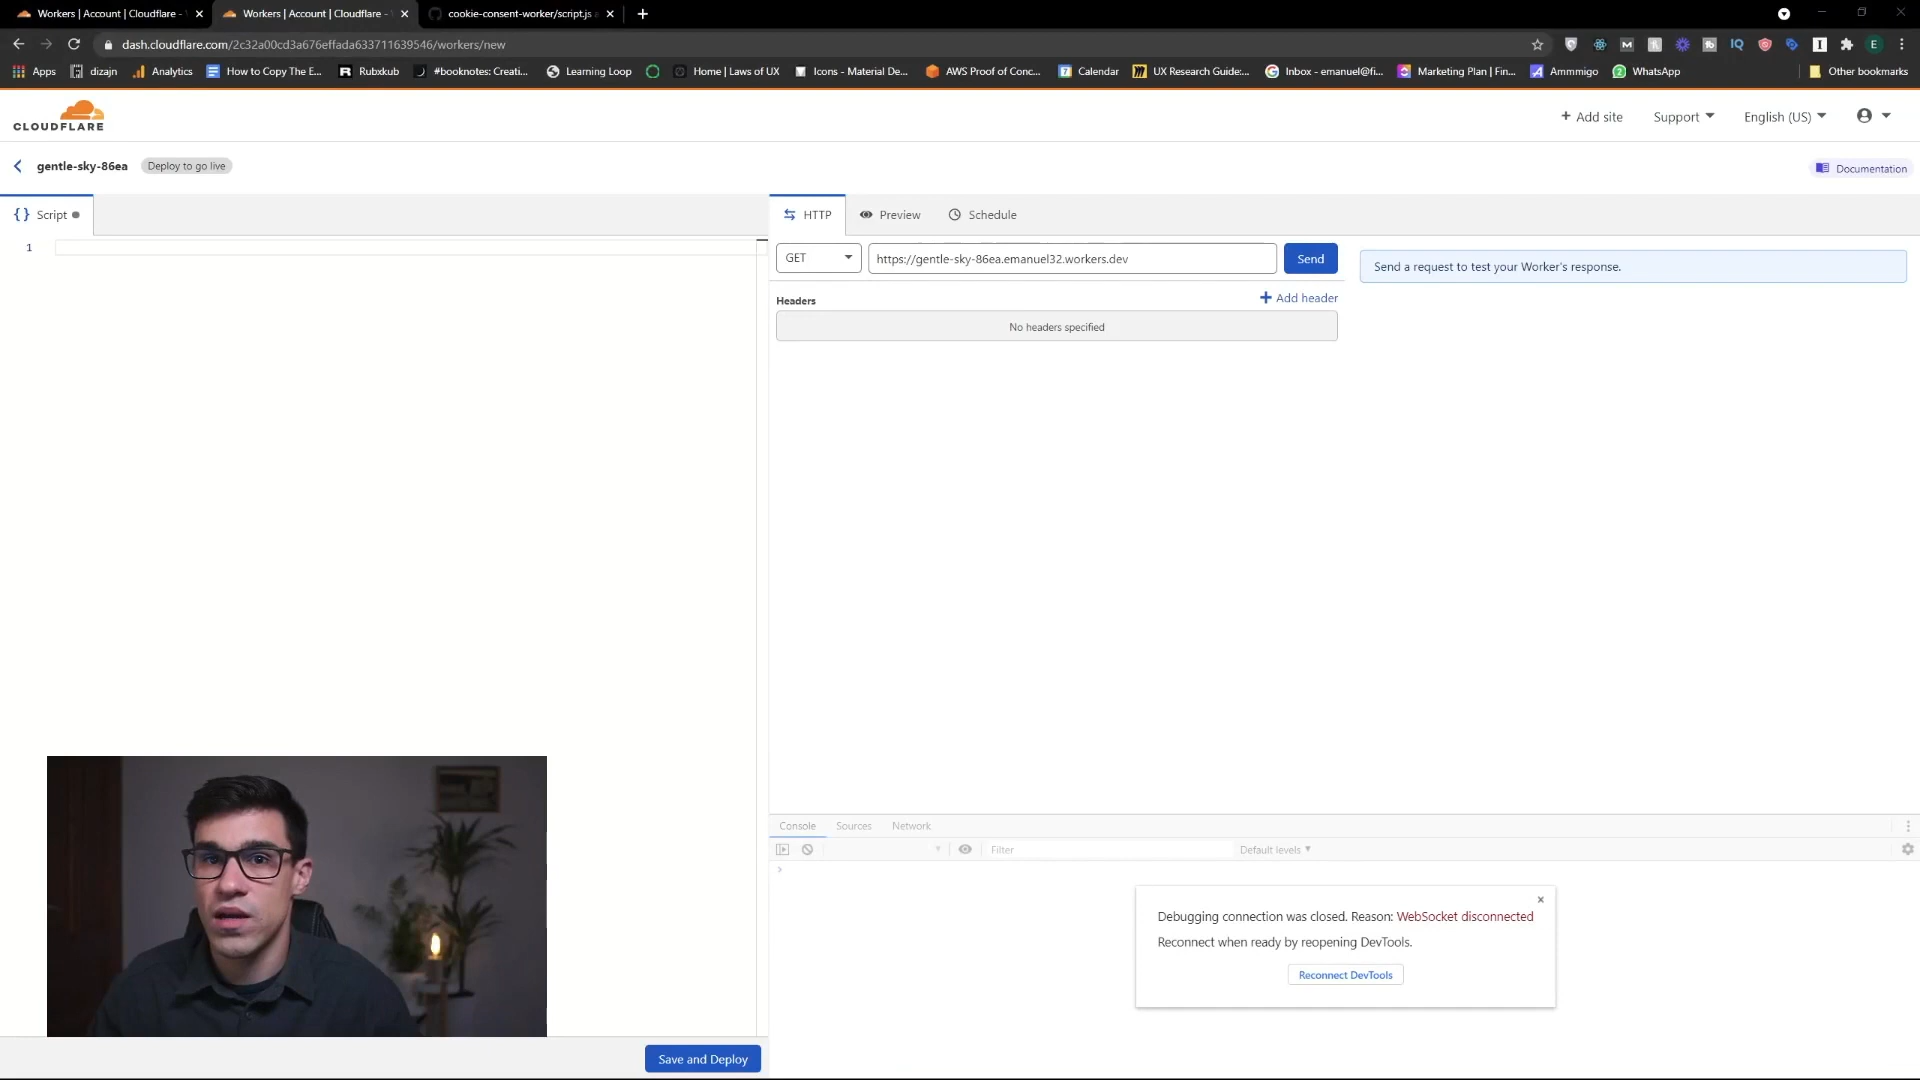 Workers | Account | Cloudflare -
Workers | Account | Cloudflare -
cookie-consent-worker/script.js
dash.cloudflare.com/2c32a00cd3a676effada633711639546/workers/new
Apps
dizajn
Analytics
How to Copy The E...
Rubxkub
#booknotes: Creati...
Learning Loop
Home | Laws of UX
Icons - Material De...
AWS Proof of Conc...
Calendar
UX Research Guide:...
Inbox - emanuel@fi...
Marketing Plan | Fin...
Ammmigo
WhatsApp
Other bookmarks
CLOUDFLARE
+ Add site
Support
English (US)
gentle-sky-86ea
Deploy to go live
Documentation
{} Script
HTTP
Preview
Schedule
1
GET
https://gentle-sky-86ea.emanuel32.workers.dev
Send
Send a request to test your Worker's response.
Headers
+ Add header
No headers specified
Console
Sources
Network
Filter
Default levels
Debugging connection was closed. Reason: WebSocket disconnected
Reconnect when ready by reopening DevTools.
Reconnect DevTools
Save and Deploy